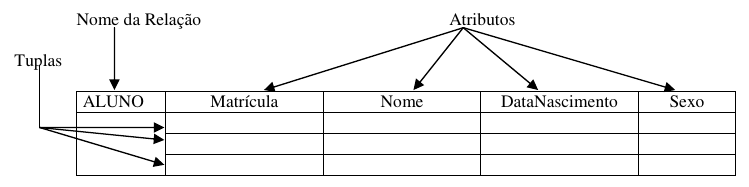 Nome da Relação
Atributos
Tuplas
ALUNO Matrícula Nome DataNascimento Sexo